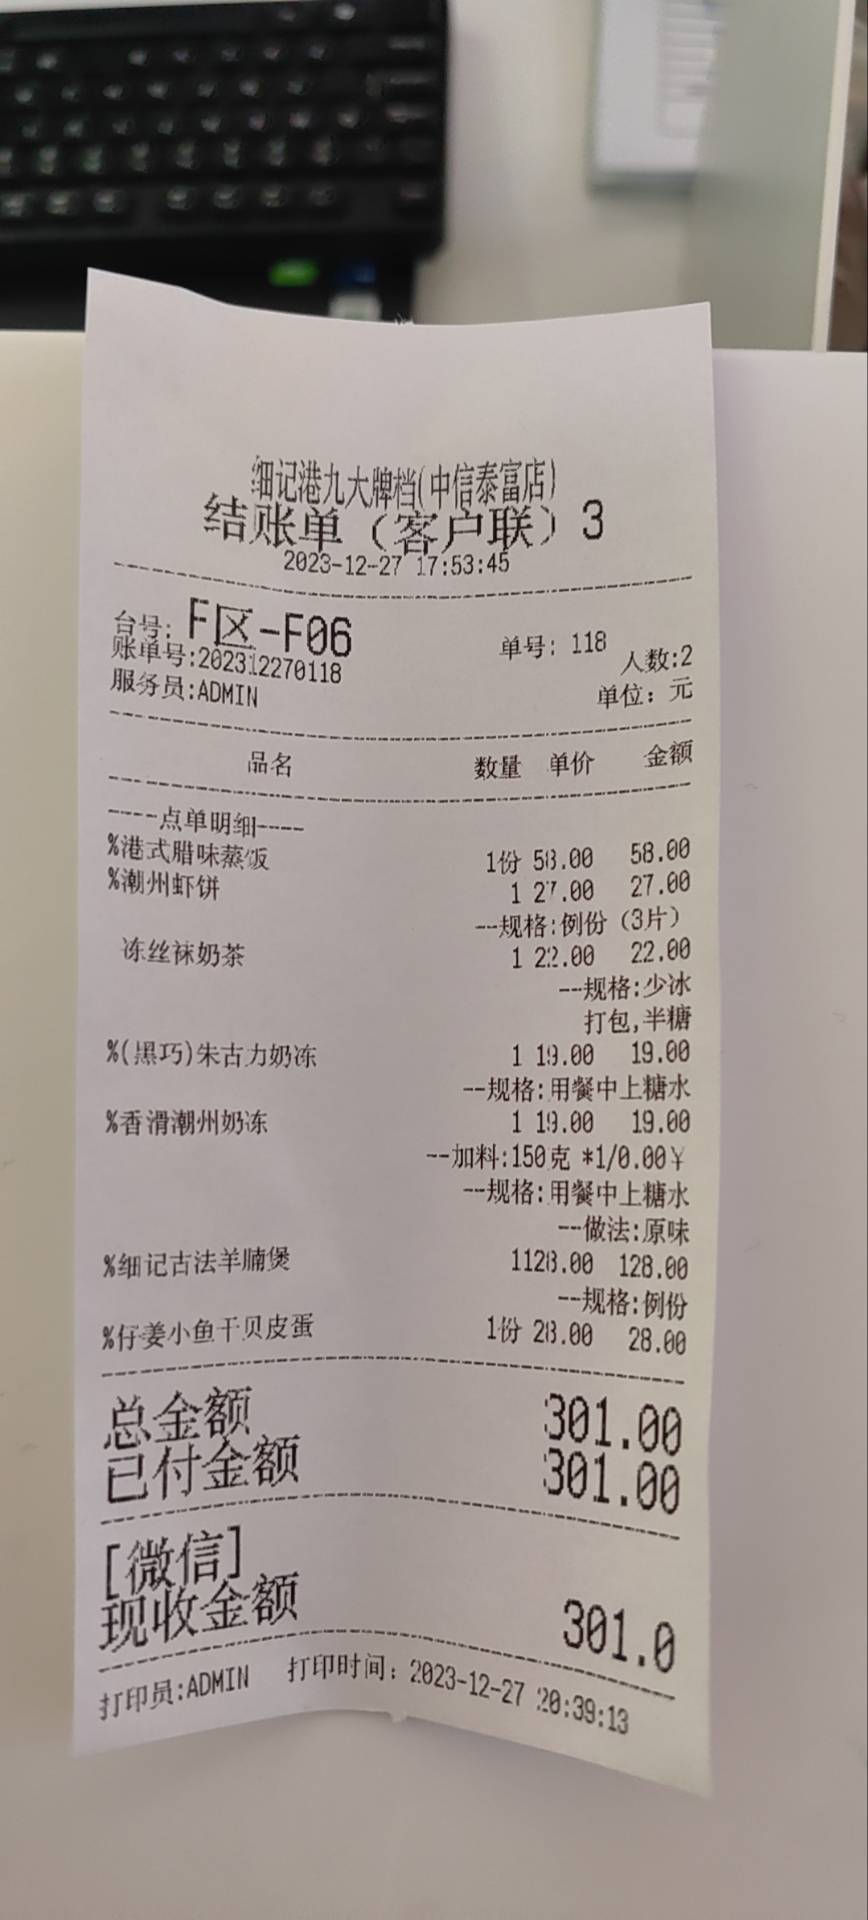 细记港九大牌档(中信泰富店)
结账单（客户联）3
2023-12-27 17:53:45
台号: F区-F06 单号: 118
账单号:202312270118 人数:2
服务员:ADMIN 单位: 元
品名 数量 单价 金额
----点单明细----
%港式腊味蒸饭 1份 58.00 58.00
%潮州虾饼 1 27.00 27.00
--规格:例份（3片）
冻丝袜奶茶 1 22.00 22.00
--规格:少冰
打包,半糖
%(黑巧)朱古力奶冻 1 19.00 19.00
--规格:用餐中上糖水
%香滑潮州奶冻 1 19.00 19.00
--加料:150克 *1/0.00¥
--规格:用餐中上糖水
--做法:原味
%细记古法羊腩煲 1128.00 128.00
--规格:例份
%仔姜小鱼干贝皮蛋 1份 28.00 28.00
总金额 301.00
已付金额 301.00
[微信]
现收金额 301.0
打印员:ADMIN 打印时间: 2023-12-27 20:39:13